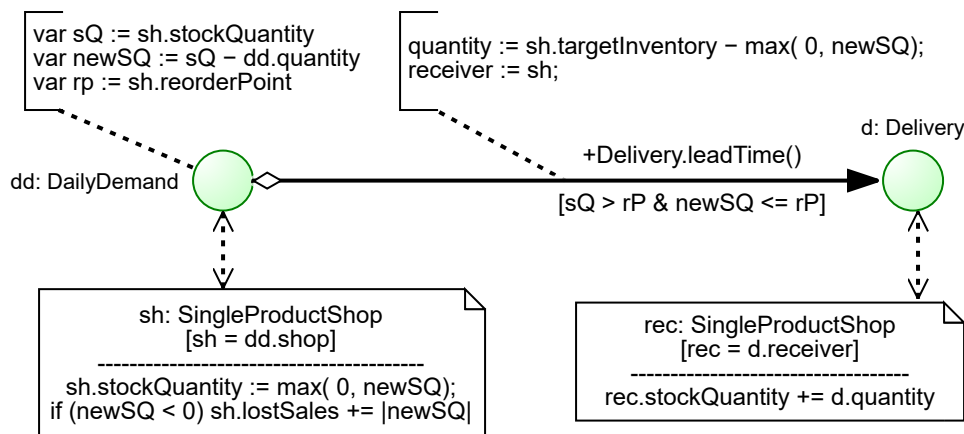 var sQ := sh.stockQuantity
var newSQ := sQ − dd.quantity
var rp := sh.reorderPoint
quantity := sh.targetInventory − max( 0, newSQ);
receiver := sh;
d: Delivery
+Delivery.leadTime()
dd: DailyDemand
[sQ > rP & newSQ <= rP]
sh: SingleProductShop
[sh = dd.shop]
-----------------------------------------
sh.stockQuantity := max( 0, newSQ);
if (newSQ < 0) sh.lostSales += |newSQ|
rec: SingleProductShop
[rec = d.receiver]
-----------------------------------
rec.stockQuantity += d.quantity